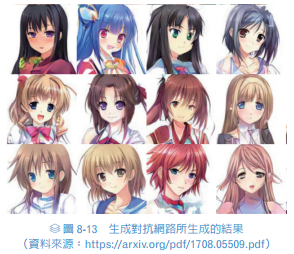 圖 8-13 生成對抗網路所生成的結果
（資料來源：https://arxiv.org/pdf/1708.05509.pdf）